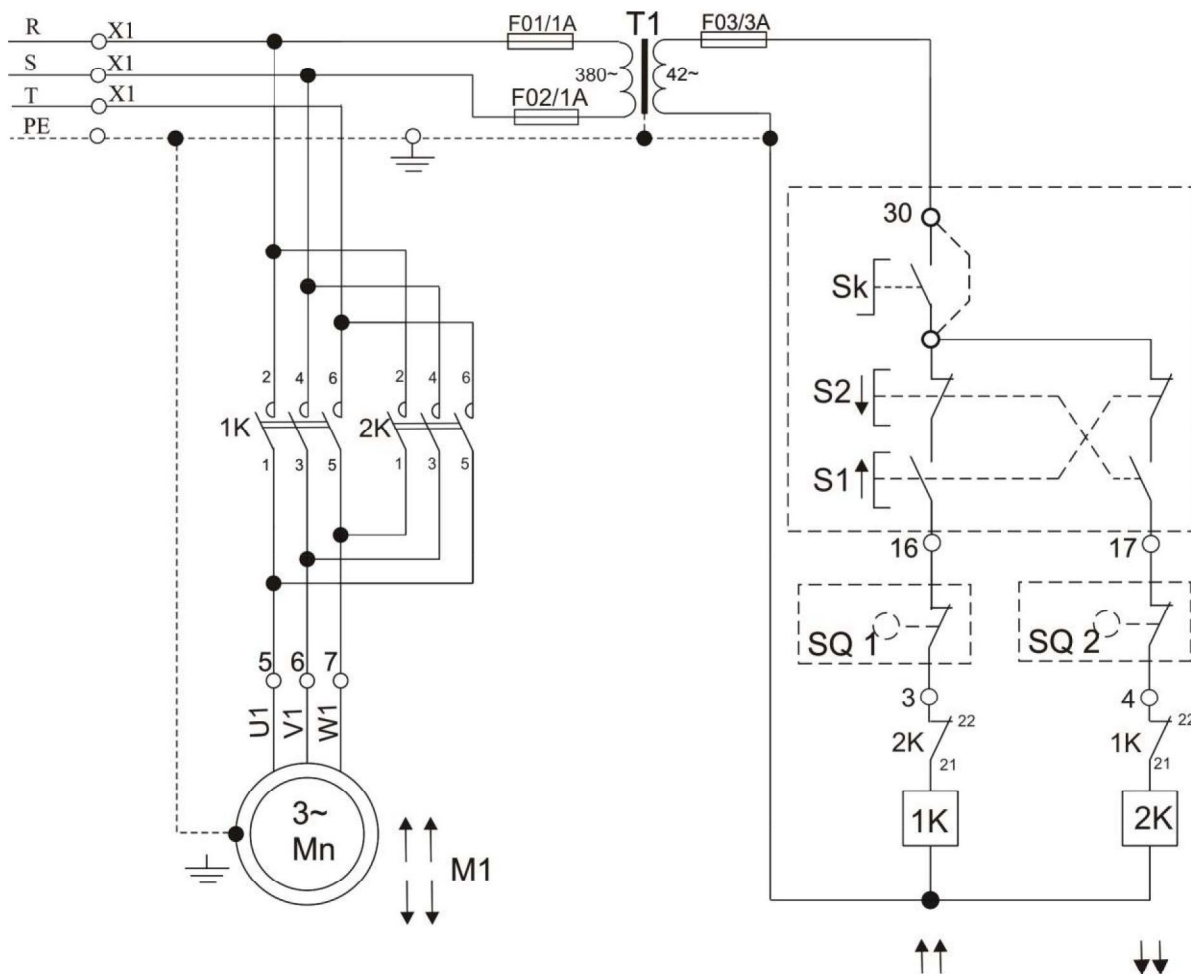 R X1 F01/1A T1 F03/3A
S X1 380~ 42~
T X1 F02/1A
PE
30
Sk
2 4 6 2 4 6
S2
1K 2K
1 3 5 1 3 5
S1
16 17
SQ 1 SQ 2
5 6 7
3 4
U1 V1 W1
22 22
2K 1K
21 21
3~
Mn
1K 2K
M1